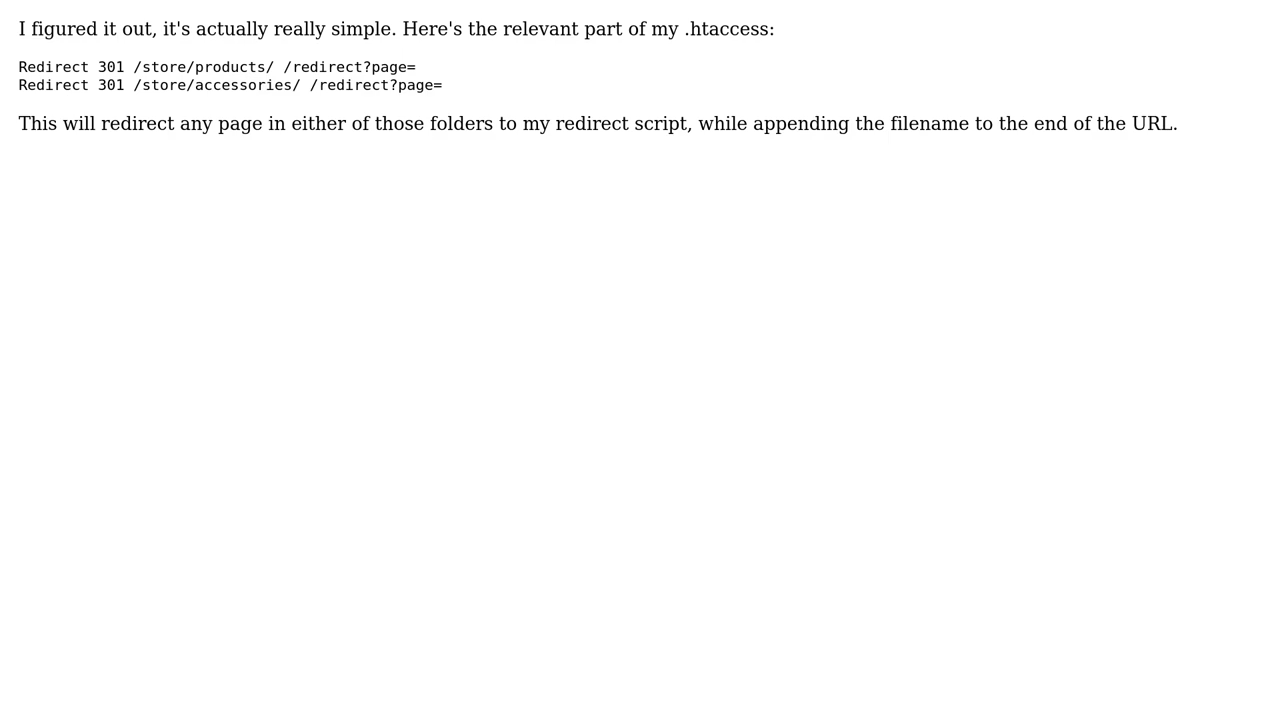 I figured it out, it's actually really simple. Here's the relevant part of my .htaccess:
Redirect 301 /store/products/ /redirect?page=
Redirect 301 /store/accessories/ /redirect?page=
This will redirect any page in either of those folders to my redirect script, while appending the filename to the end of the URL.